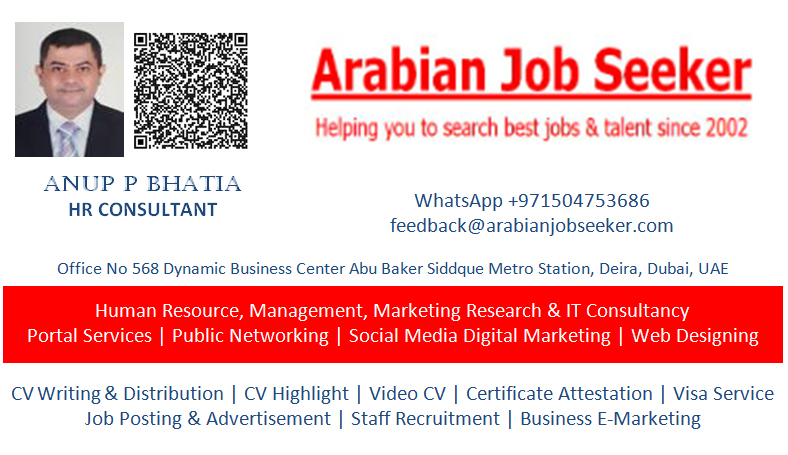 Arabian Job Seeker
Helping you to search best jobs & talent since 2002
ANUP P BHATIA
HR CONSULTANT
WhatsApp +971504753686
feedback@arabianjobseeker.com
Office No 568 Dynamic Business Center Abu Baker Siddque Metro Station, Deira, Dubai, UAE
Human Resource, Management, Marketing Research & IT Consultancy
Portal Services | Public Networking | Social Media Digital Marketing | Web Designing
CV Writing & Distribution | CV Highlight | Video CV | Certificate Attestation | Visa Service
Job Posting & Advertisement | Staff Recruitment | Business E-Marketing